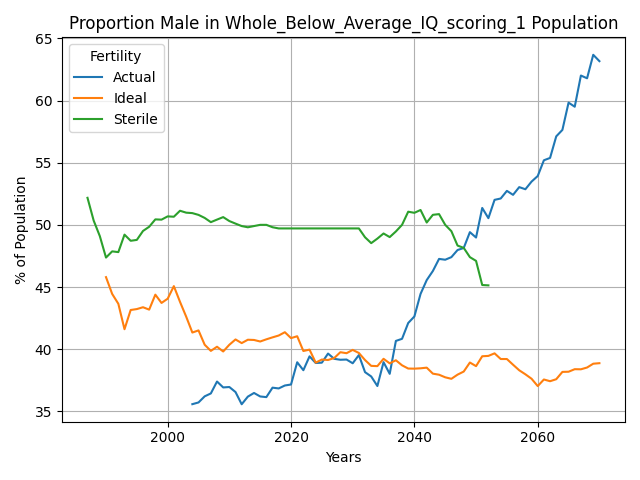 Proportion Male in Whole_Below_Average_IQ_scoring_1 Population
% of Population
65
60
55
50
45
40
35
Fertility
Actual
Ideal
Sterile
2000
2020
2040
2060
Years